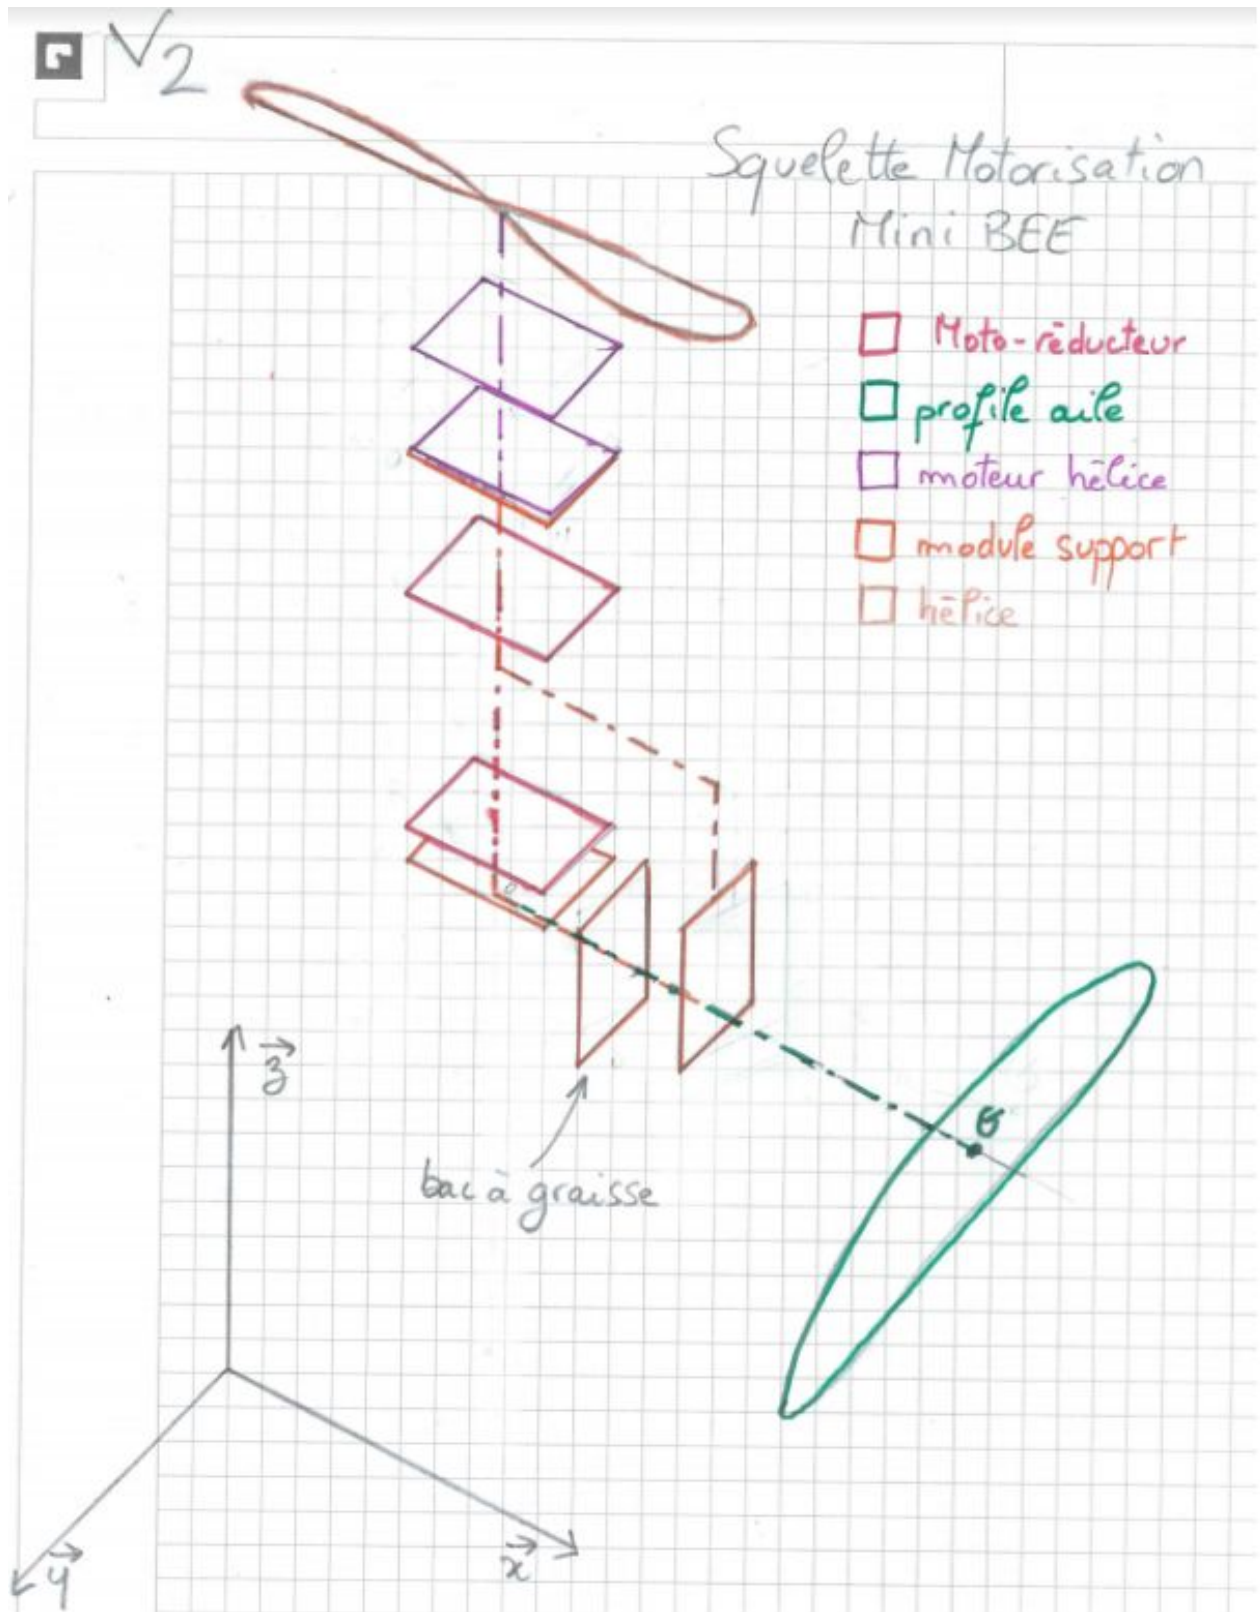 V2
Squelette Motorisation
Mini BEE
Moto-réducteur
profile aile
moteur hélice
module support
hélice
z
G
bac à graisse
x
y